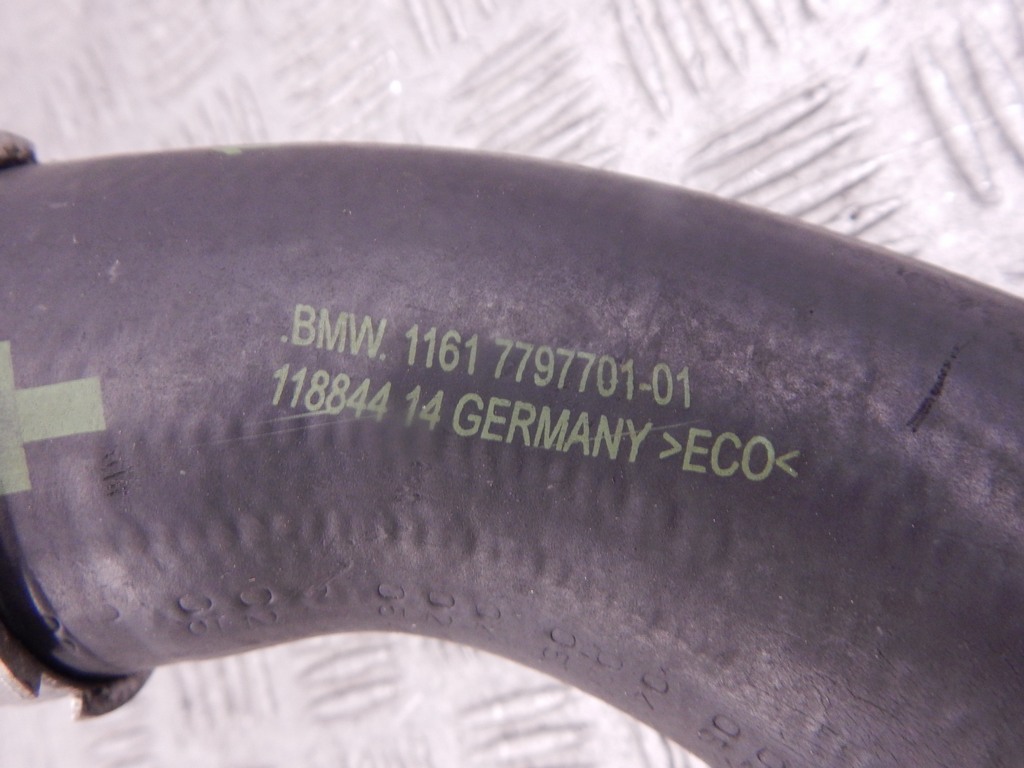 .BMW. 1161 7797701-01
118844 14 GERMANY >ECO<